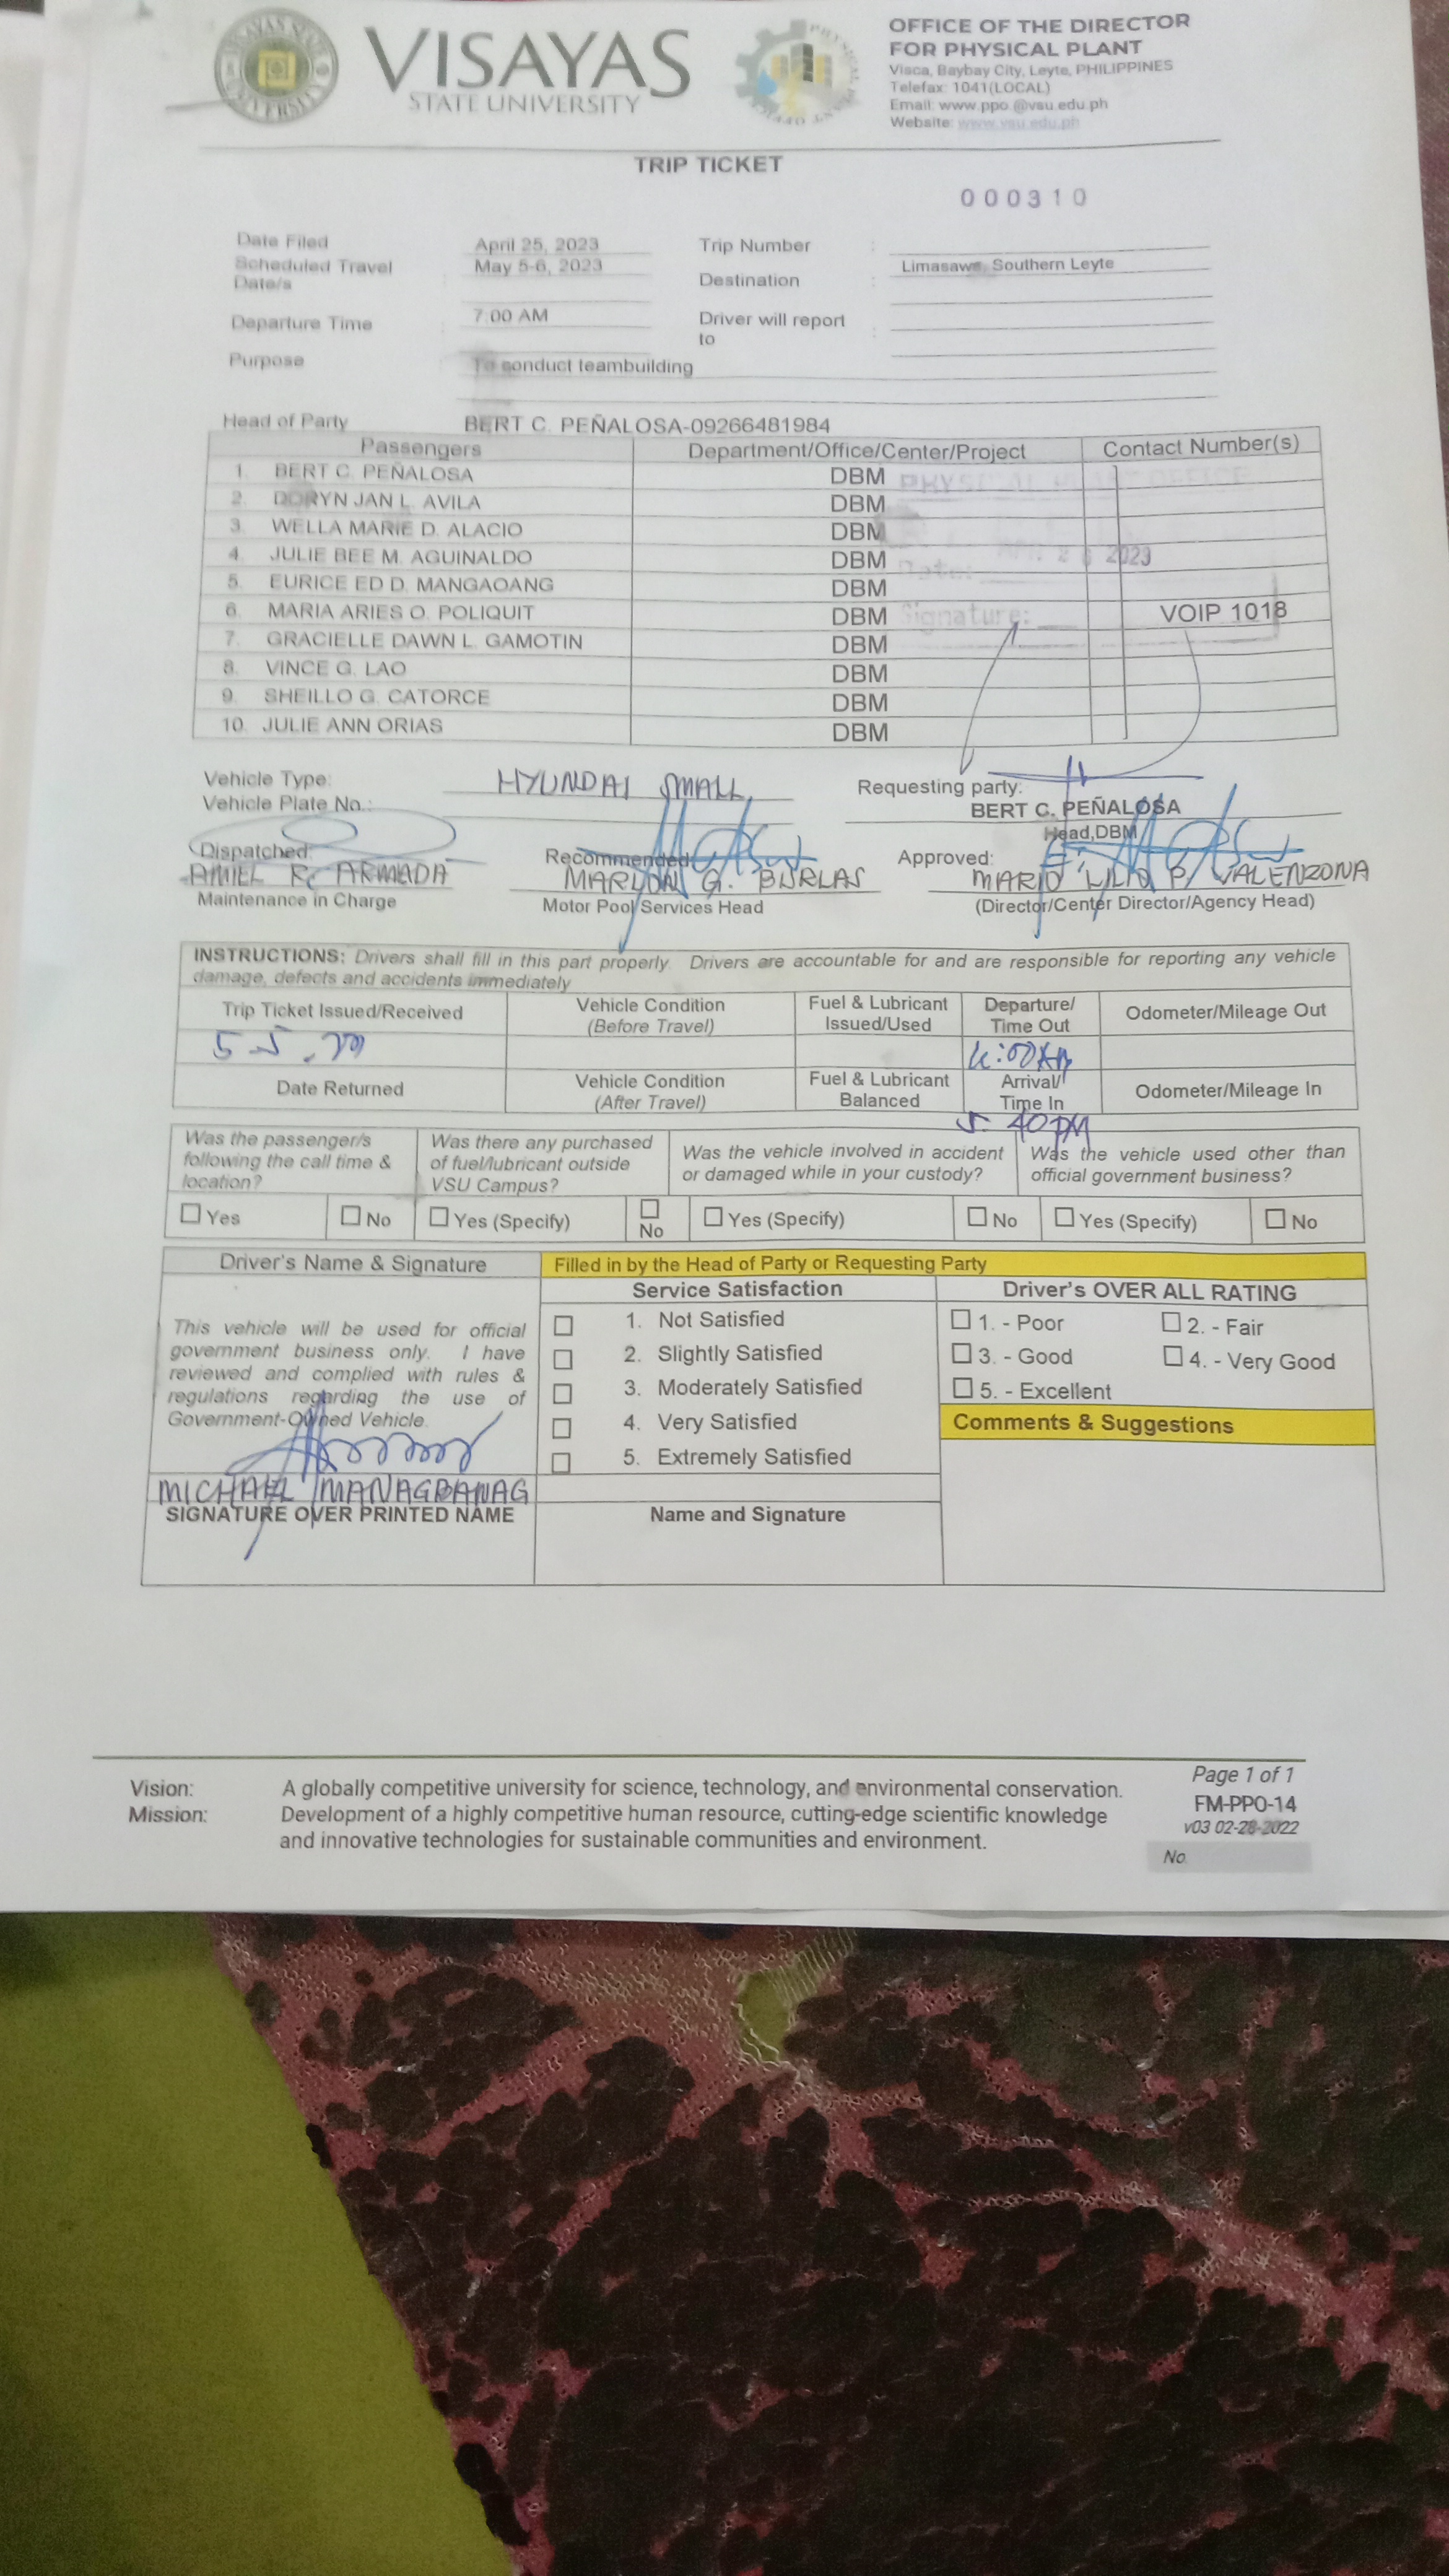 VISAYAS
STATE UNIVERSITY
OFFICE OF THE DIRECTOR
FOR PHYSICAL PLANT
Visca, Baybay City, Leyte, PHILIPPINES
Telefax: 1041(LOCAL)
Email: www.ppo.@vsu.edu.ph
Website: www.vsu.edu.ph
TRIP TICKET
000310
Date Filed April 25, 2023 Trip Number :
Scheduled Travel Date/s May 5-6, 2023 Destination : Limasawa, Southern Leyte
Departure Time : 7:00 AM Driver will report to :
Purpose To conduct teambuilding
Head of Party BERT C. PEÑALOSA-09266481984
Passengers Department/Office/Center/Project Contact Number(s)
1. BERT C. PEÑALOSA DBM
2. DORYN JAN L. AVILA DBM
3. WELLA MARIE D. ALACIO DBM
4. JULIE BEE M. AGUINALDO DBM
5. EURICE ED D. MANGAOANG DBM
6. MARIA ARIES O. POLIQUIT DBM VOIP 1018
7. GRACIELLE DAWN L. GAMOTIN DBM
8. VINCE G. LAO DBM
9. SHEILLO G. CATORCE DBM
10. JULIE ANN ORIAS DBM
PHYSICAL PLANT OFFICE
Date: APR 2 2023
Signature:
Vehicle Type: HYUNDAI SMALL Requesting party:
Vehicle Plate No.: BERT C. PEÑALOSA
Head,DBM
Dispatched: Recommended: Approved:
AMIEL R. ARMADA MARLON G. BURLAS MARIO LILIO P. VALENZONA
Maintenance in Charge Motor Pool Services Head (Director/Center Director/Agency Head)
INSTRUCTIONS: Drivers shall fill in this part properly. Drivers are accountable for and are responsible for reporting any vehicle
damage, defects and accidents immediately
Trip Ticket Issued/Received Vehicle Condition (Before Travel) Fuel & Lubricant Issued/Used Departure/ Time Out Odometer/Mileage Out
Date Returned Vehicle Condition (After Travel) Fuel & Lubricant Balanced Arrival/ Time In Odometer/Mileage In
5:40PM
Was the passenger/s following the call time & location? Was there any purchased of fuel/lubricant outside VSU Campus? Was the vehicle involved in accident or damaged while in your custody? Was the vehicle used other than official government business?
☐ Yes ☐ No ☐ Yes (Specify) ☐ No ☐ Yes (Specify) ☐ No ☐ Yes (Specify) ☐ No
Driver's Name & Signature Filled in by the Head of Party or Requesting Party
Service Satisfaction Driver's OVER ALL RATING
This vehicle will be used for official
government business only. I have
reviewed and complied with rules &
regulations regarding the use of
Government-Owned Vehicle.
☐ 1. Not Satisfied
☐ 2. Slightly Satisfied
☐ 3. Moderately Satisfied
☐ 4. Very Satisfied
☐ 5. Extremely Satisfied
☐ 1. - Poor ☐ 2. - Fair
☐ 3. - Good ☐ 4. - Very Good
☐ 5. - Excellent
Comments & Suggestions
MICHAEL MANAGBANAG
SIGNATURE OVER PRINTED NAME Name and Signature
Vision: A globally competitive university for science, technology, and environmental conservation.
Mission: Development of a highly competitive human resource, cutting-edge scientific knowledge
and innovative technologies for sustainable communities and environment.
Page 1 of 1
FM-PPO-14
v03 02-28-2022
No.